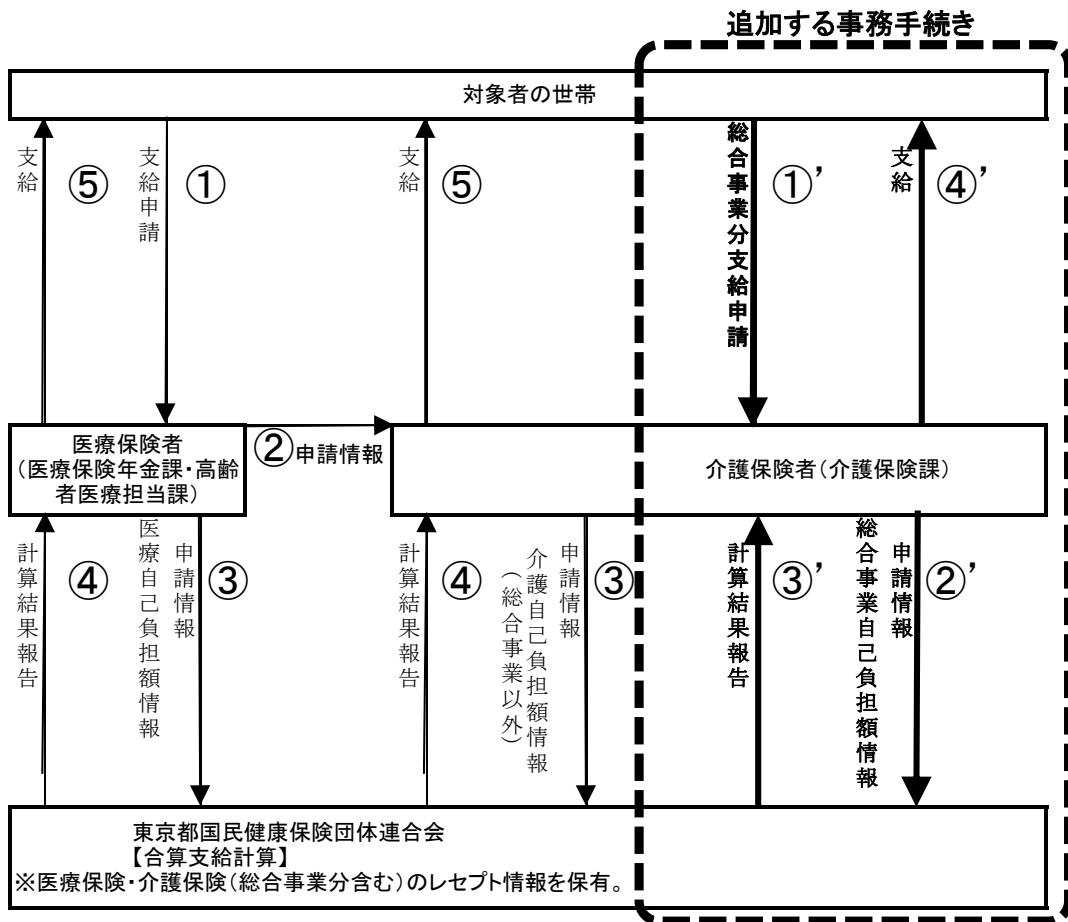 追加する事務手続き
対象者の世帯
支給
⑤
支給申請
①
支給
⑤
総合事業分支給申請
①’
支給
④’
医療保険者
(医療保険年金課・高齢
者医療担当課)
②申請情報
介護保険者(介護保険課)
計算結果報告
④
医療自己負担額情報
申請情報
③
計算結果報告
④
(総合事業以外)
介護自己負担額情報
申請情報
③
計算結果報告
③’
総合事業自己負担額情報
申請情報
②’
東京都国民健康保険団体連合会
【合算支給計算】
※医療保険・介護保険(総合事業分含む)のレセプト情報を保有。